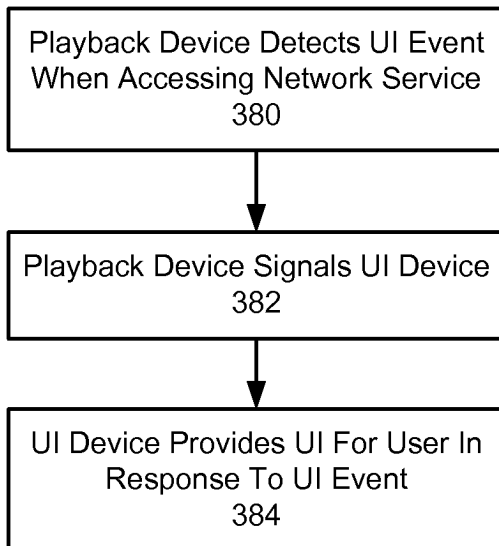 Playback Device Detects UI Event
When Accessing Network Service
380
Playback Device Signals UI Device
382
UI Device Provides UI For User In
Response To UI Event
384